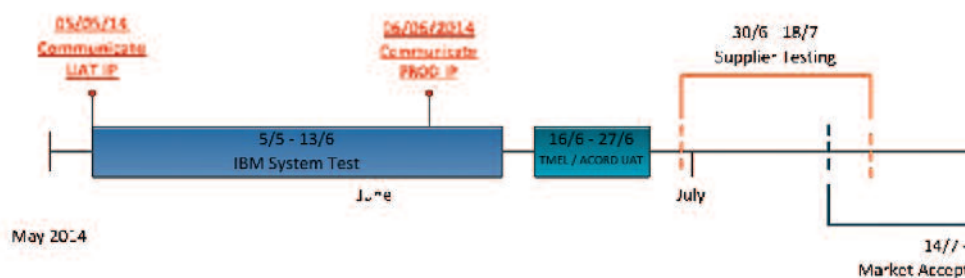 05/05/14
Communicate
UAT IP
06/06/2014
Communicate
PROD IP
30/6 - 18/7
Supplier Testing
5/5 - 13/6
IBM System Test
16/6 - 27/6
TMEL / ACORD UAT
June
July
May 2014
14/7 -
Market Accept